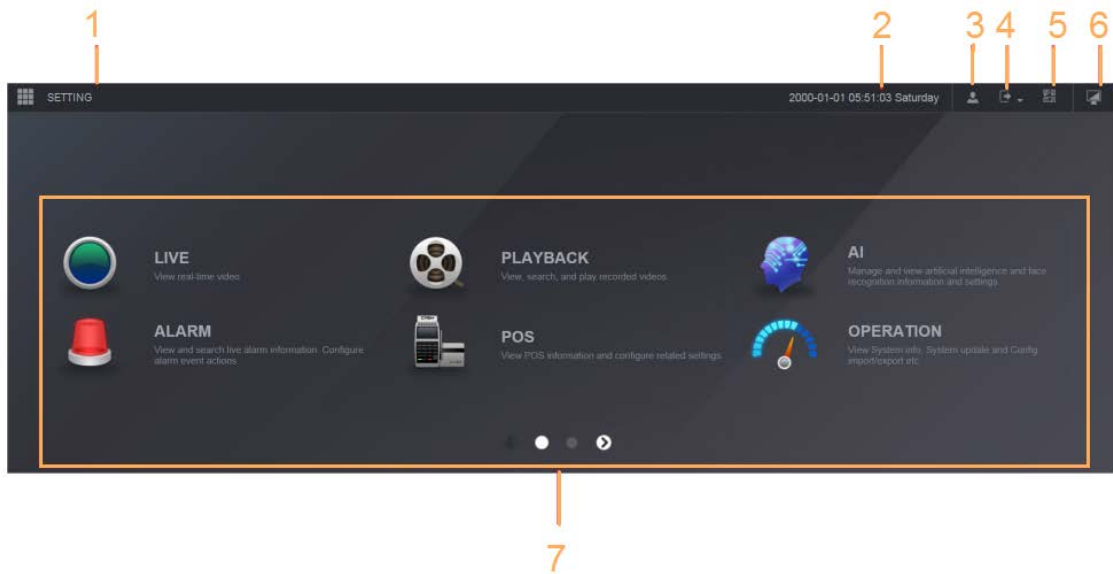 1
2
3
4
5
6
SETTING
2000-01-01 05:51:03 Saturday
LIVE
View real-time video.
PLAYBACK
View, search, and play recorded videos.
AI
Manage and view artificial intelligence and face
recognition information and settings.
ALARM
View and search live alarm information. Configure
alarm event actions.
POS
View POS information and configure related settings.
OPERATION
View System info, System update and Config
import/export etc.
7